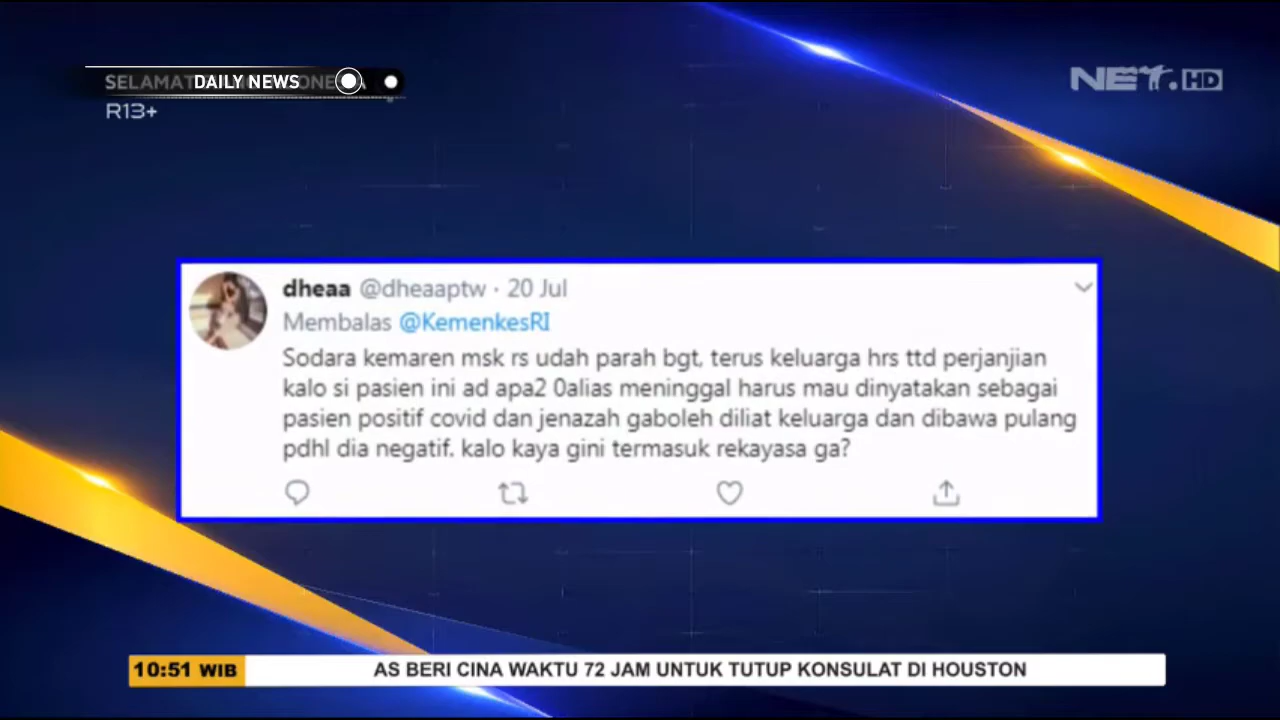 DAILY NEWS
R13+
NET. HD
dheaa @dheaaptw · 20 Jul
Membalas @KemenkesRI
Sodara kemaren msk rs udah parah bgt, terus keluarga hrs ttd perjanjian
kalo si pasien ini ad apa2 0alias meninggal harus mau dinyatakan sebagai
pasien positif covid dan jenazah gaboleh diliat keluarga dan dibawa pulang
pdhl dia negatif. kalo kaya gini termasuk rekayasa ga?
10:51 WIB
AS BERI CINA WAKTU 72 JAM UNTUK TUTUP KONSULAT DI HOUSTON